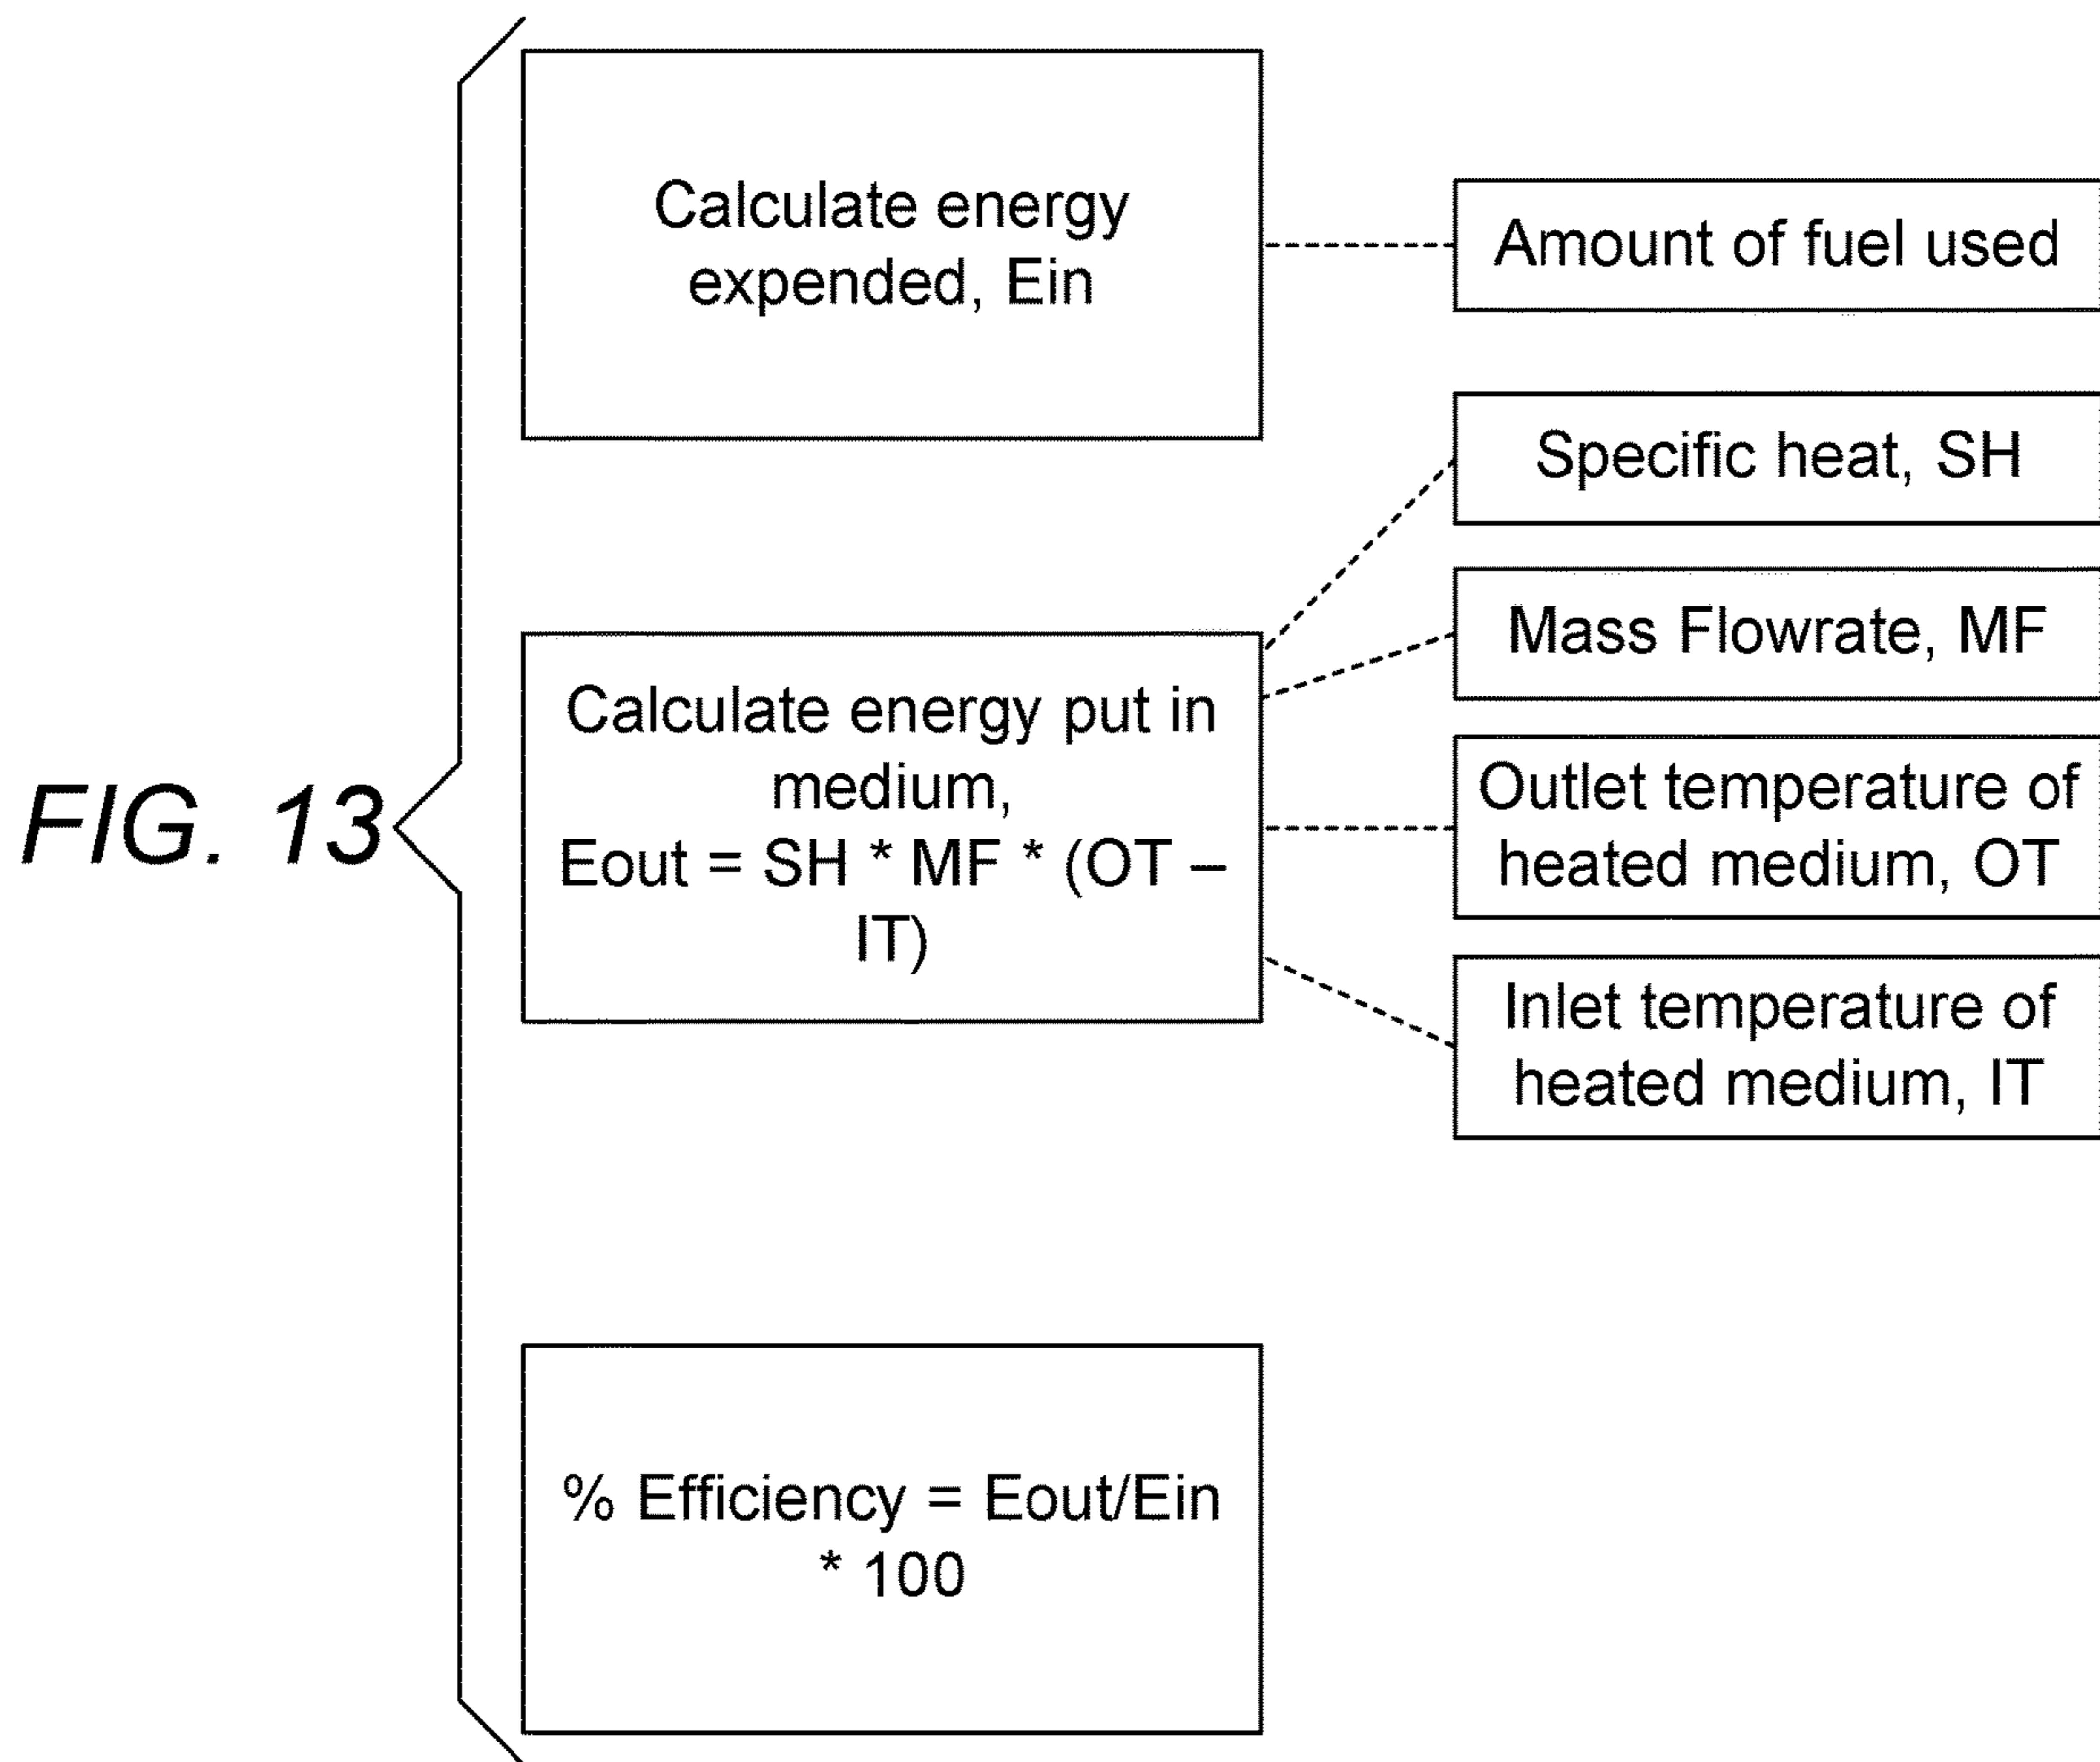 Calculate energy
expended, Ein
Amount of fuel used
Specific heat, SH
Mass Flowrate, MF
FIG. 13
Calculate energy put in
medium,
Eout = SH * MF * (OT –
IT)
Outlet temperature of
heated medium, OT
Inlet temperature of
heated medium, IT
% Efficiency = Eout/Ein
* 100